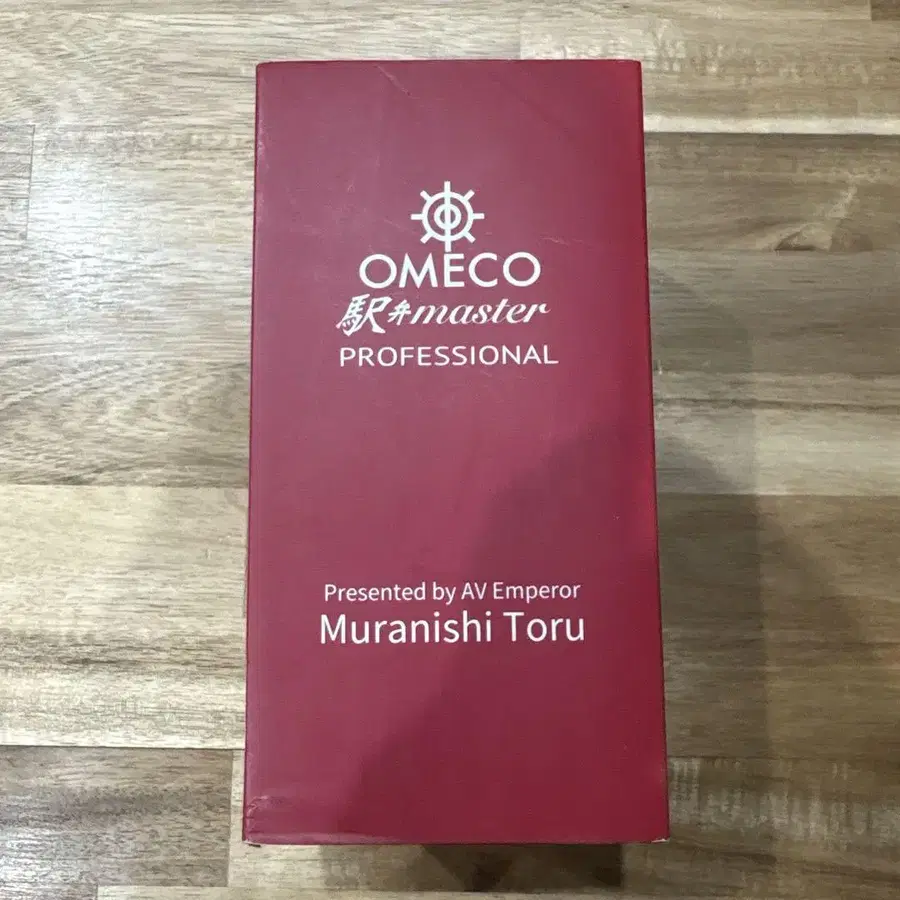 OMECO
駅弁master
PROFESSIONAL
Presented by AV Emperor
Muranishi Toru